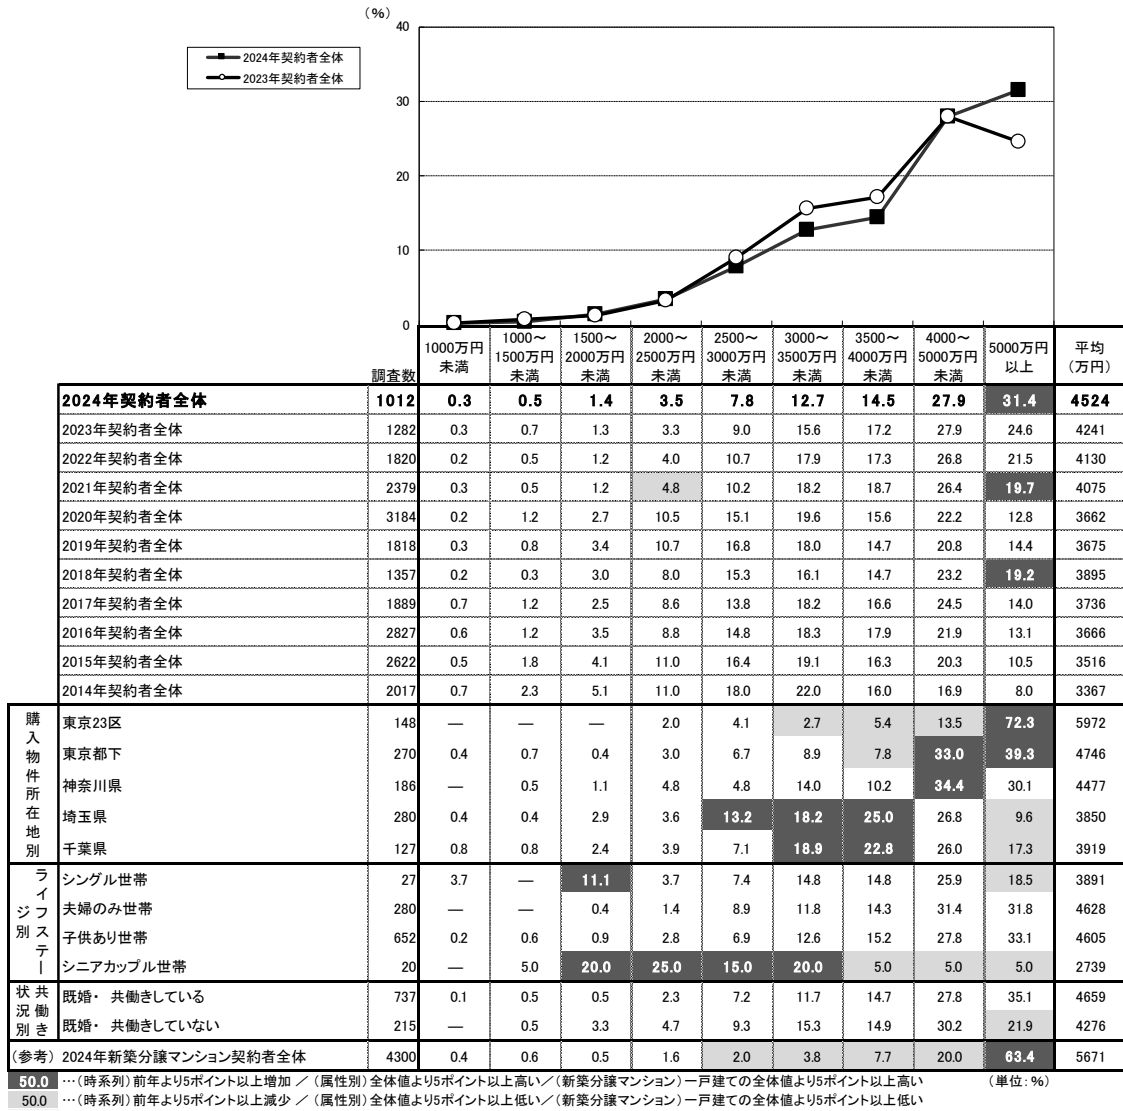 （％）
40
30
20
10
0
2024年契約者全体
2023年契約者全体
調査数 1000万円未満 1000～1500万円未満 1500～2000万円未満 2000～2500万円未満 2500～3000万円未満 3000～3500万円未満 3500～4000万円未満 4000～5000万円未満 5000万円以上 平均（万円）
2024年契約者全体 1012 0.3 0.5 1.4 3.5 7.8 12.7 14.5 27.9 31.4 4524
2023年契約者全体 1282 0.3 0.7 1.3 3.3 9.0 15.6 17.2 27.9 24.6 4241
2022年契約者全体 1820 0.2 0.5 1.2 4.0 10.7 17.9 17.3 26.8 21.5 4130
2021年契約者全体 2379 0.3 0.5 1.2 4.8 10.2 18.2 18.7 26.4 19.7 4075
2020年契約者全体 3184 0.2 1.2 2.7 10.5 15.1 19.6 15.6 22.2 12.8 3662
2019年契約者全体 1818 0.3 0.8 3.4 10.7 16.8 18.0 14.7 20.8 14.4 3675
2018年契約者全体 1357 0.2 0.3 3.0 8.0 15.3 16.1 14.7 23.2 19.2 3895
2017年契約者全体 1889 0.7 1.2 2.5 8.6 13.8 18.2 16.6 24.5 14.0 3736
2016年契約者全体 2827 0.6 1.2 3.5 8.8 14.8 18.3 17.9 21.9 13.1 3666
2015年契約者全体 2622 0.5 1.8 4.1 11.0 16.4 19.1 16.3 20.3 10.5 3516
2014年契約者全体 2017 0.7 2.3 5.1 11.0 18.0 22.0 16.0 16.9 8.0 3367
購入物件所在地別
東京23区 148 ― ― ― 2.0 4.1 2.7 5.4 13.5 72.3 5972
東京都下 270 0.4 0.7 0.4 3.0 6.7 8.9 7.8 33.0 39.3 4746
神奈川県 186 ― 0.5 1.1 4.8 4.8 14.0 10.2 34.4 30.1 4477
埼玉県 280 0.4 0.4 2.9 3.6 13.2 18.2 25.0 26.8 9.6 3850
千葉県 127 0.8 0.8 2.4 3.9 7.1 18.9 22.8 26.0 17.3 3919
ライフステージ別
シングル世帯 27 3.7 ― 11.1 3.7 7.4 14.8 14.8 25.9 18.5 3891
夫婦のみ世帯 280 ― ― 0.4 1.4 8.9 11.8 14.3 31.4 31.8 4628
子供あり世帯 652 0.2 0.6 0.9 2.8 6.9 12.6 15.2 27.8 33.1 4605
シニアカップル世帯 20 ― 5.0 20.0 25.0 15.0 20.0 5.0 5.0 5.0 2739
共働き状況別
既婚・ 共働きしている 737 0.1 0.5 0.5 2.3 7.2 11.7 14.7 27.8 35.1 4659
既婚・ 共働きしていない 215 ― 0.5 3.3 4.7 9.3 15.3 14.9 30.2 21.9 4276
（参考） 2024年新築分譲マンション契約者全体 4300 0.4 0.6 0.5 1.6 2.0 3.8 7.7 20.0 63.4 5671
50.0 …（時系列）前年より5ポイント以上増加 ／（属性別）全体値より5ポイント以上高い／（新築分譲マンション）一戸建ての全体値より5ポイント以上高い （単位：％）
50.0 …（時系列）前年より5ポイント以上減少 ／（属性別）全体値より5ポイント以上低い／（新築分譲マンション）一戸建ての全体値より5ポイント以上低い